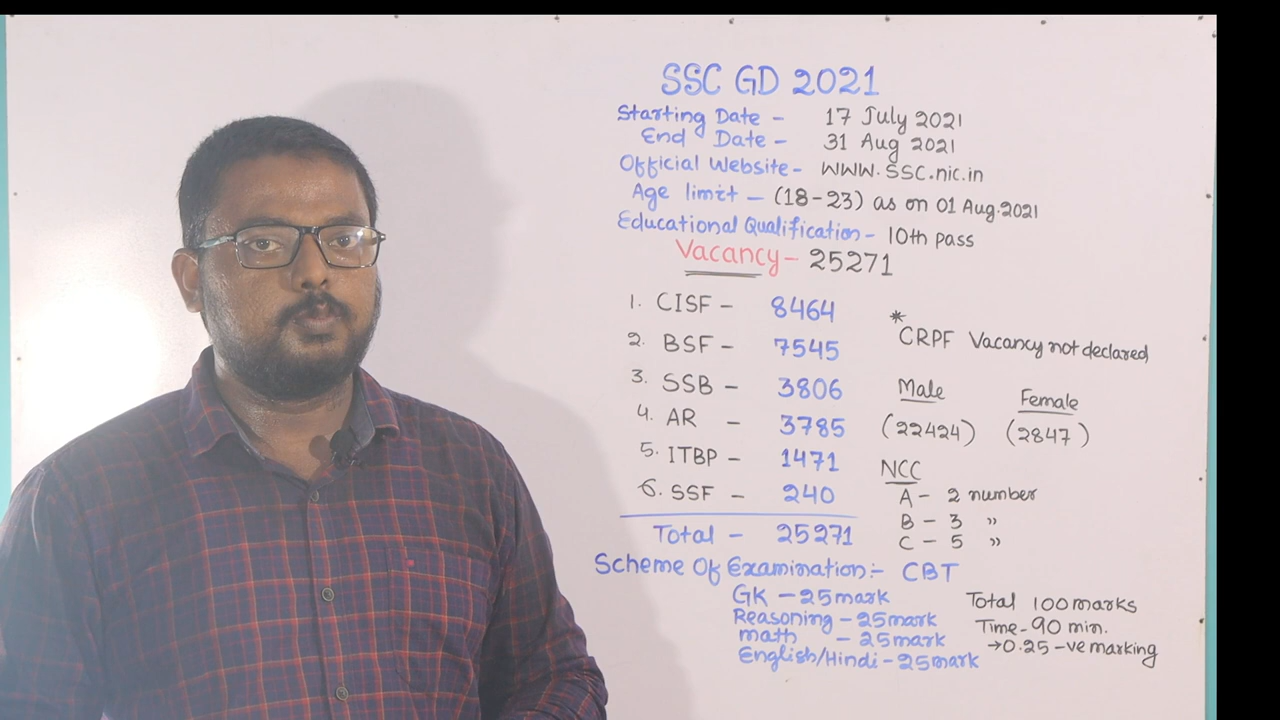 SSC GD 2021
Starting Date - 17 July 2021
End Date - 31 Aug 2021
Official Website - WWW.SSC.nic.in
Age limit - (18-23) as on 01 Aug.2021
Educational Qualification - 10th pass
Vacancy - 25271
1. CISF - 8464
2. BSF - 7545
3. SSB - 3806
4. AR - 3785
5. ITBP - 1471
6. SSF - 240
Total - 25271
* CRPF Vacancy not declared
Male Female
(22424) (2847)
NCC
A - 2 number
B - 3 "
C - 5 "
Scheme Of Examination:- CBT
GK - 25mark
Reasoning - 25mark
math - 25mark
English/Hindi - 25mark
Total 100marks
Time - 90 min.
→0.25 -ve marking